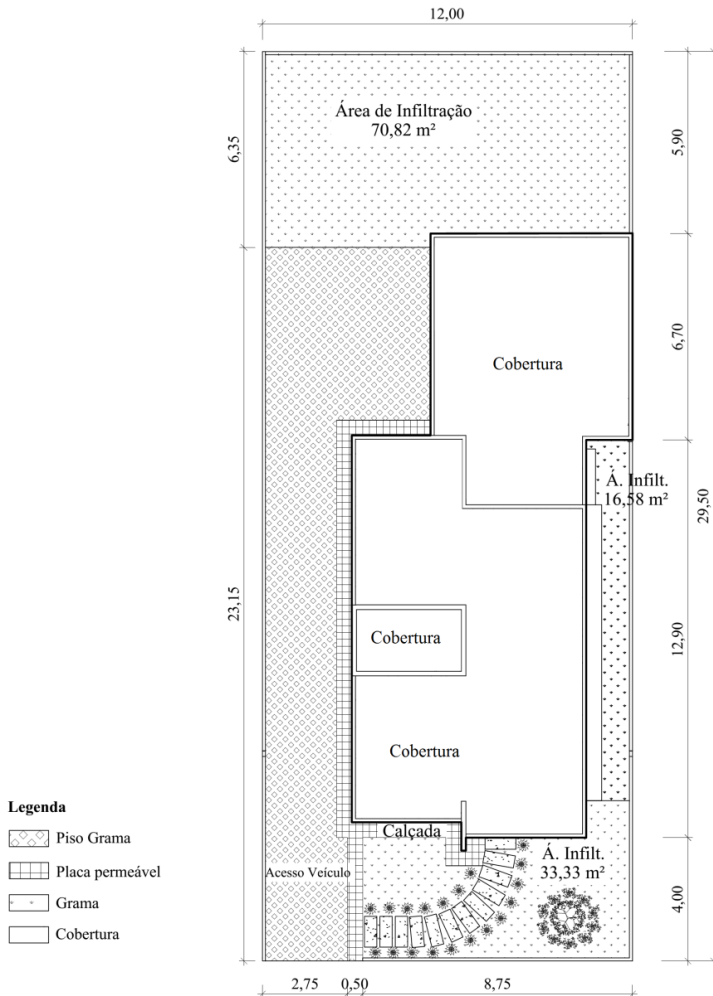 12,00
Área de Infiltração
70,82 m²
6,35
5,90
6,70
Cobertura
Á. Infilt.
16,58 m²
29,50
23,15
12,90
Cobertura
Cobertura
Legenda
Piso Grama
Placa permeável
Grama
Cobertura
Calçada
Á. Infilt.
33,33 m²
Acesso Veículo
4,00
2,75
0,50
8,75